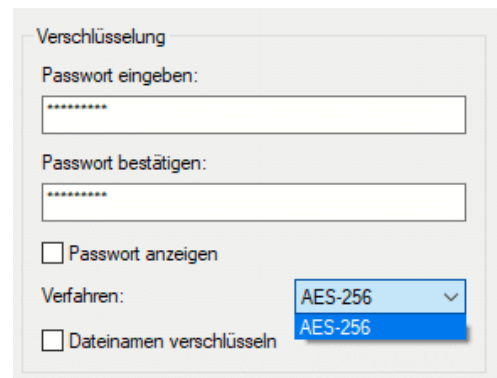 Verschlüsselung
Passwort eingeben:
*********
Passwort bestätigen:
*********
Passwort anzeigen
Verfahren: AES-256
AES-256
Dateinamen verschlüsseln